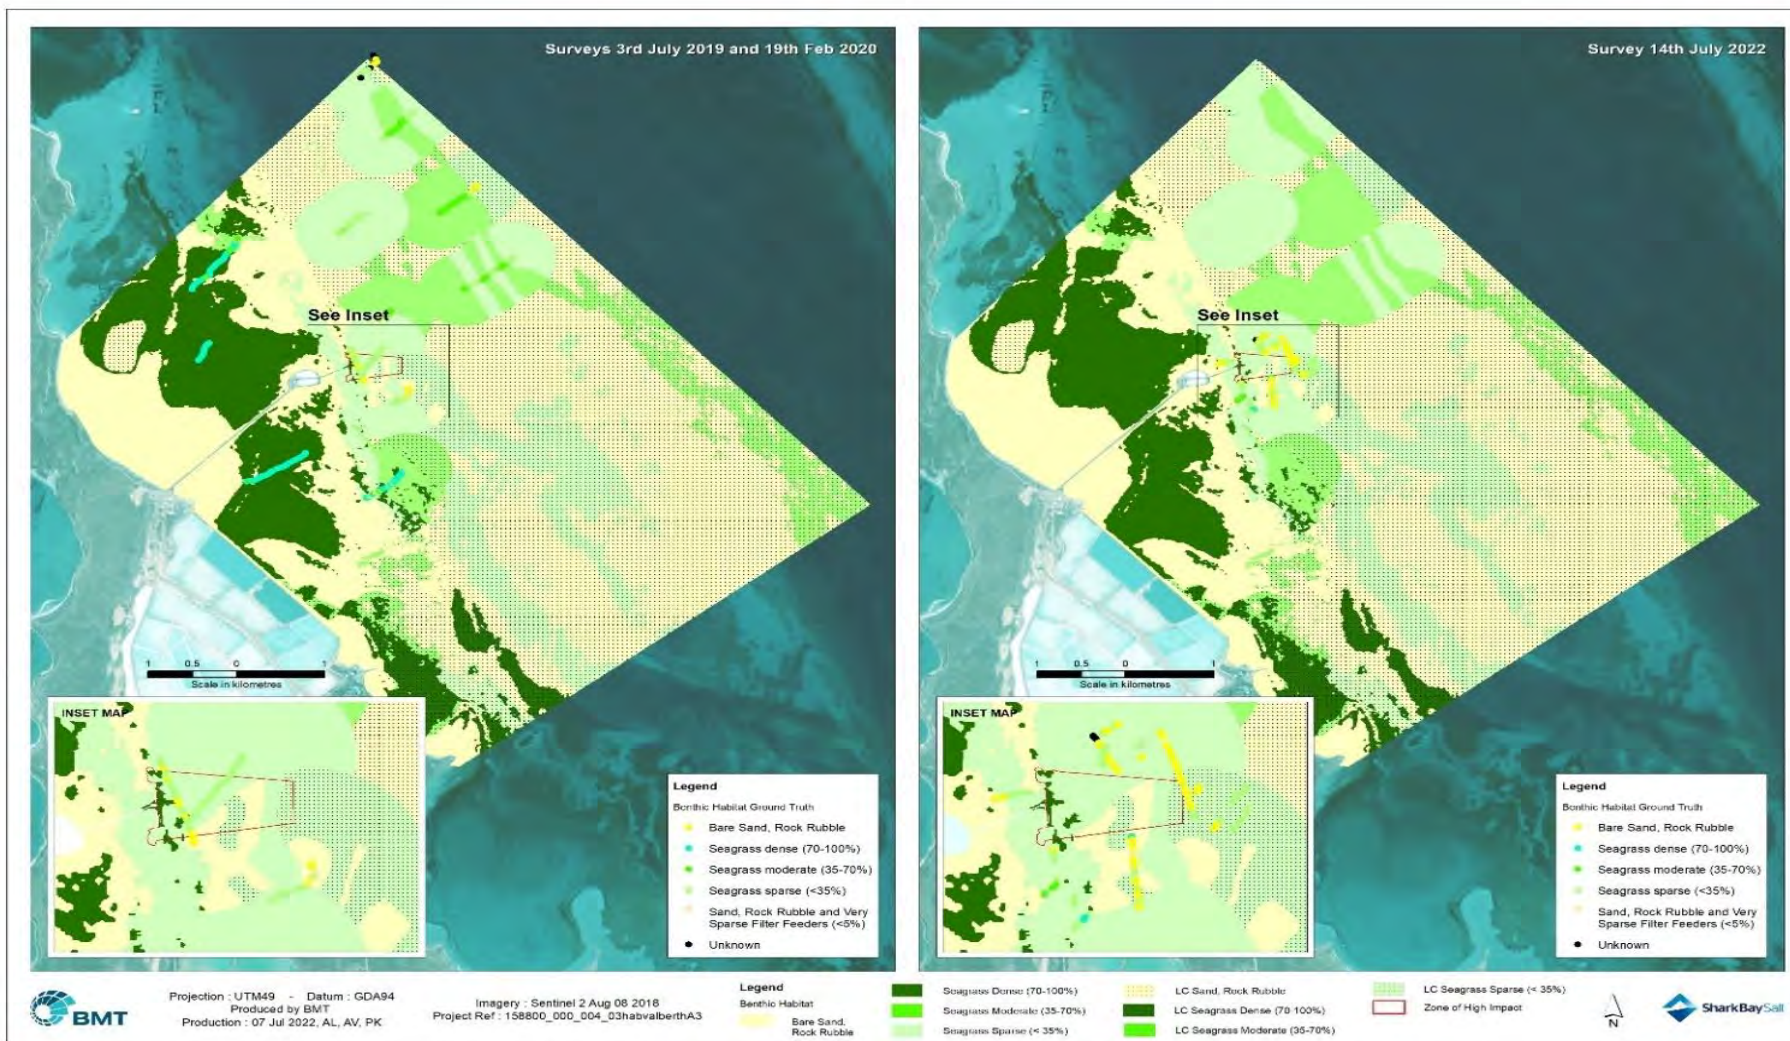 Surveys 3rd July 2019 and 19th Feb 2020
See Inset
1 0.5 0 1
Scale in kilometres
INSET MAP
Legend
Benthic Habitat Ground Truth
Bare Sand, Rock Rubble
Seagrass dense (70-100%)
Seagrass moderate (35-70%)
Seagrass sparse (<35%)
Sand, Rock Rubble and Very
Sparse Filter Feeders (<5%)
Unknown
Survey 14th July 2022
See Inset
1 0.5 0 1
Scale in kilometres
INSET MAP
Legend
Benthic Habitat Ground Truth
Bare Sand, Rock Rubble
Seagrass dense (70-100%)
Seagrass moderate (35-70%)
Seagrass sparse (<35%)
Sand, Rock Rubble and Very
Sparse Filter Feeders (<5%)
Unknown
BMT
Projection : UTM49 - Datum : GDA94
Produced by BMT
Production : 07 Jul 2022, AL, AV, PK
Imagery : Sentinel 2 Aug 08 2018
Project Ref : 158800_000_004_03habvalberthA3
Legend
Benthic Habitat
Bare Sand,
Rock Rubble
Seagrass Dense (70-100%)
Seagrass Moderate (35-70%)
Seagrass Sparse (< 35%)
LC Sand, Rock Rubble
LC Seagrass Dense (70 100%)
LC Seagrass Moderate (35-70%)
LC Seagrass Sparse (< 35%)
Zone of High Impact
N
SharkBaySalt